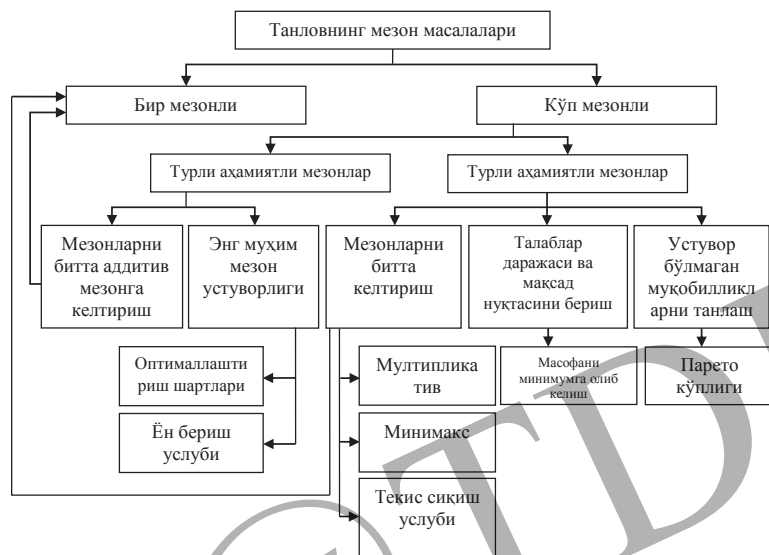 Танловнинг мезон масалалари
Бир мезонли
Кўп мезонли
Турли аҳамиятли мезонлар
Турли аҳамиятли мезонлар
Мезонларни
битта аддитив
мезонга
келтириш
Энг муҳим
мезон
устуворлиги
Мезонларни
битта
келтириш
Талаблар
даражаси ва
мақсад
нуқтасини бериш
Устувор
бўлмаган
муқобилликл
арни танлаш
Оптималлашти
риш шартлари
Ён бериш
услуби
Мултиплика
тив
Минимакс
Текис сиқиш
услуби
Масофани
минимумга олиб
келиш
Парето
кўплиги
TDI